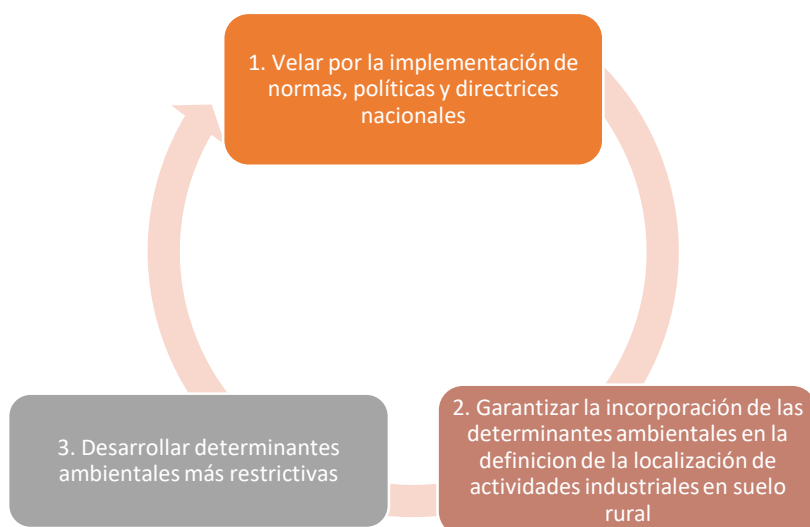 1. Velar por la implementación de
normas, políticas y directrices
nacionales
2. Garantizar la incorporación de las
determinantes ambientales en la
definicion de la localización de
actividades industriales en suelo
rural
3. Desarrollar determinantes
ambientales más restrictivas